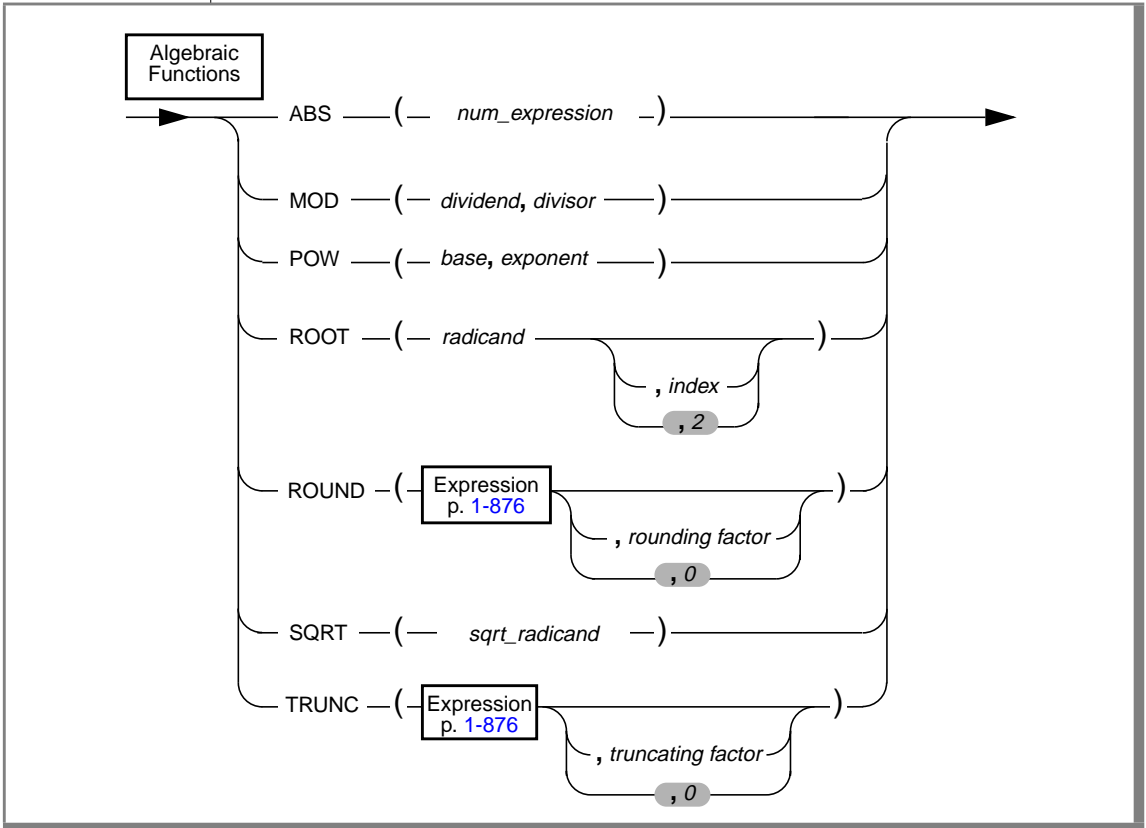 Algebraic
Functions
ABS ( num_expression )
MOD ( dividend, divisor )
POW ( base, exponent )
ROOT ( radicand )
, index
, 2
ROUND ( Expression )
p. 1-876
, rounding factor
, 0
SQRT ( sqrt_radicand )
TRUNC ( Expression )
p. 1-876
, truncating factor
, 0